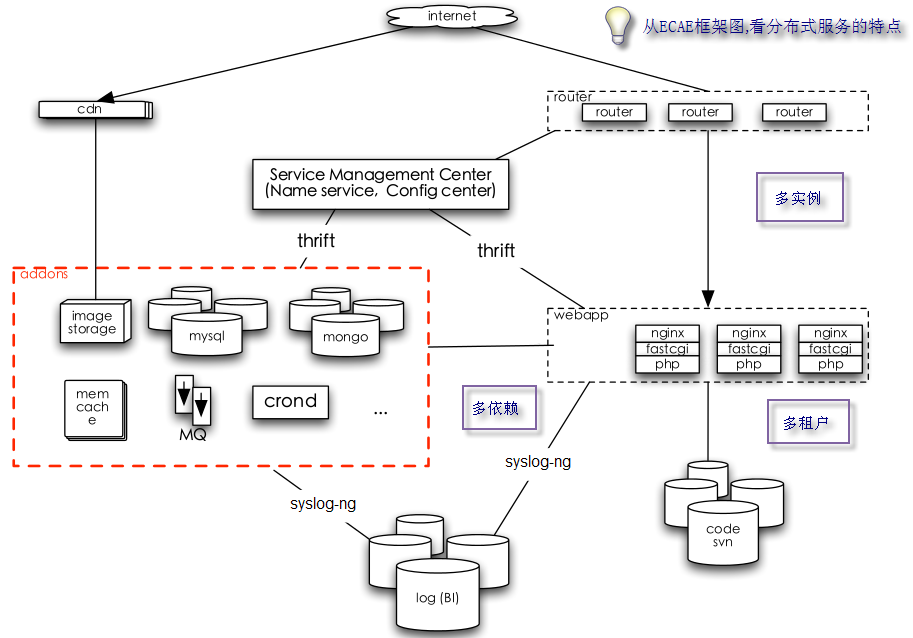 internet
从ECAE框架图,看分布式服务的特点
cdn
router
router
router
router
Service Management Center
(Name service, Config center)
多实例
thrift
thrift
addons
image
storage
mysql
mongo
webapp
nginx
fastcgi
php
nginx
fastcgi
php
nginx
fastcgi
php
mem
cach
e
MQ
crond
...
多依赖
多租户
syslog-ng
syslog-ng
code
svn
log (BI)